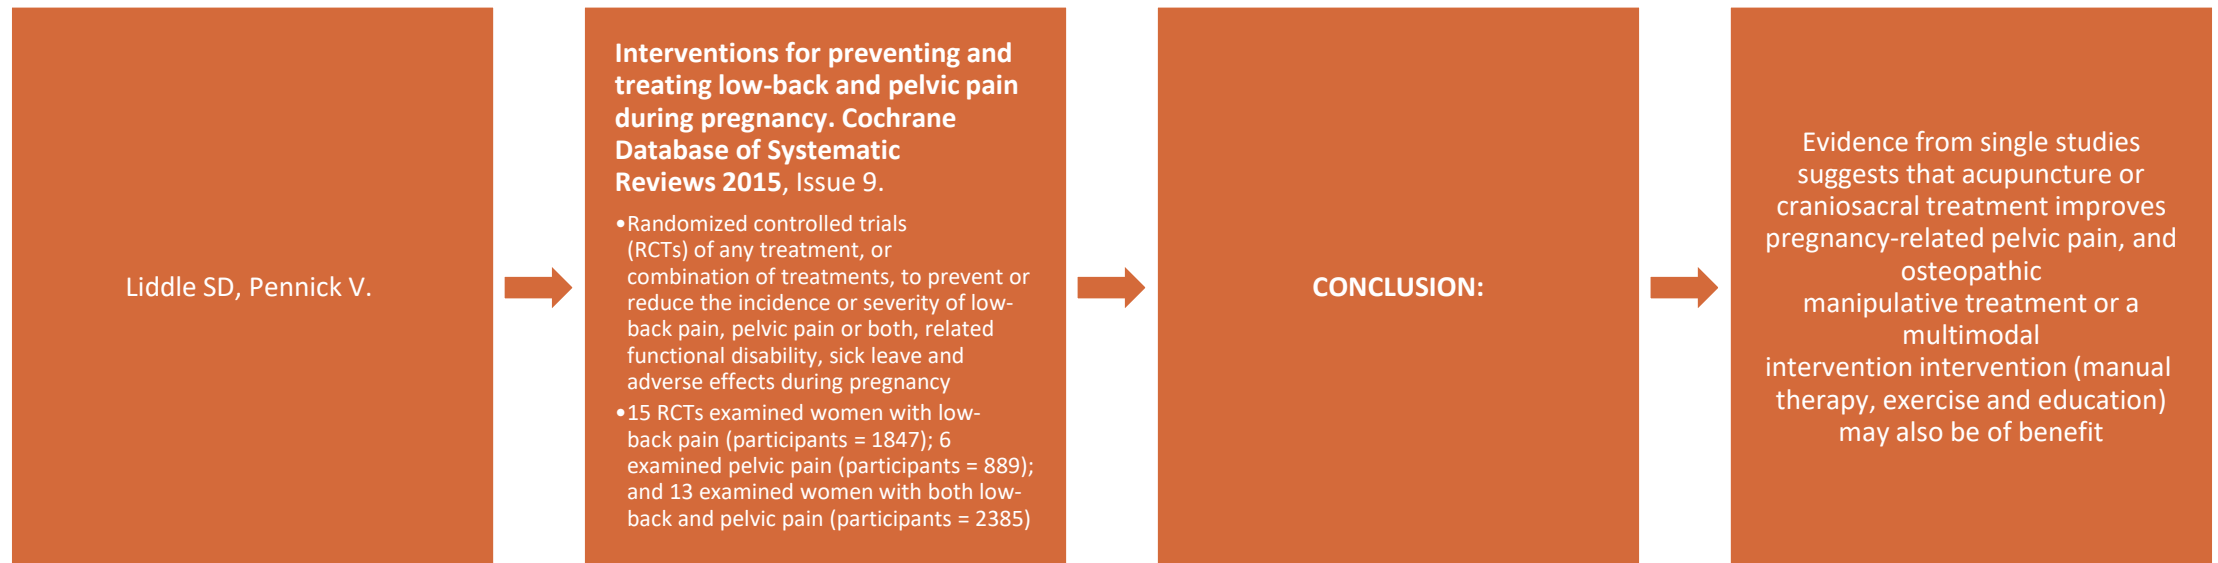 Liddle SD, Pennick V.
Interventions for preventing and
treating low-back and pelvic pain
during pregnancy. Cochrane
Database of Systematic
Reviews 2015, Issue 9.
•Randomized controlled trials
(RCTs) of any treatment, or
combination of treatments, to prevent or
reduce the incidence or severity of low-
back pain, pelvic pain or both, related
functional disability, sick leave and
adverse effects during pregnancy
•15 RCTs examined women with low-
back pain (participants = 1847); 6
examined pelvic pain (participants = 889);
and 13 examined women with both low-
back and pelvic pain (participants = 2385)
CONCLUSION:
Evidence from single studies
suggests that acupuncture or
craniosacral treatment improves
pregnancy-related pelvic pain, and
osteopathic
manipulative treatment or a
multimodal
intervention intervention (manual
therapy, exercise and education)
may also be of benefit